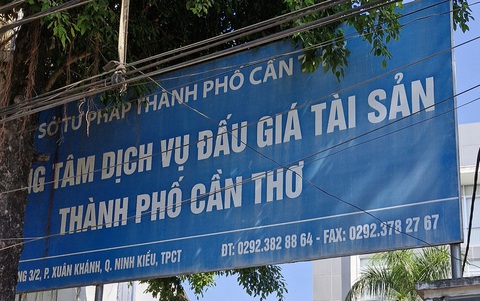 SỞ TƯ PHÁP THÀNH PHỐ CẦN T
NG TÂM DỊCH VỤ ĐẤU GIÁ TÀI SẢN
THÀNH PHỐ CẦN THƠ
NG 3/2, P. XUÂN KHÁNH, Q. NINH KIỀU, TPCT ĐT: 0292.382 88 64 - FAX: 0292.378 27 67